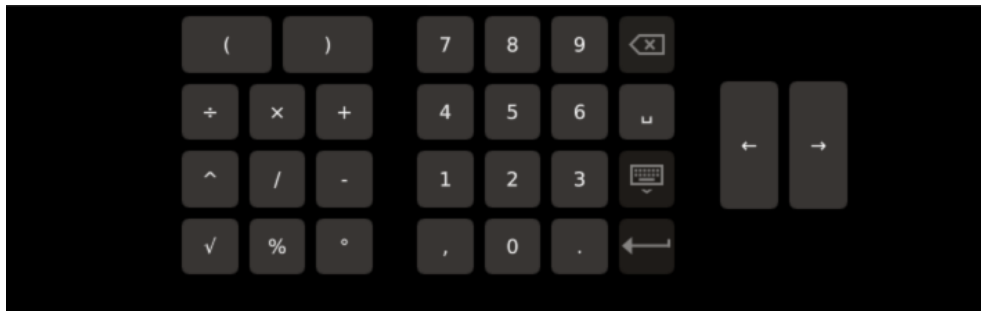 ( ) 7 8 9
÷ × + 4 5 6 ␣
← →
^ / - 1 2 3
√ % ° , 0 .